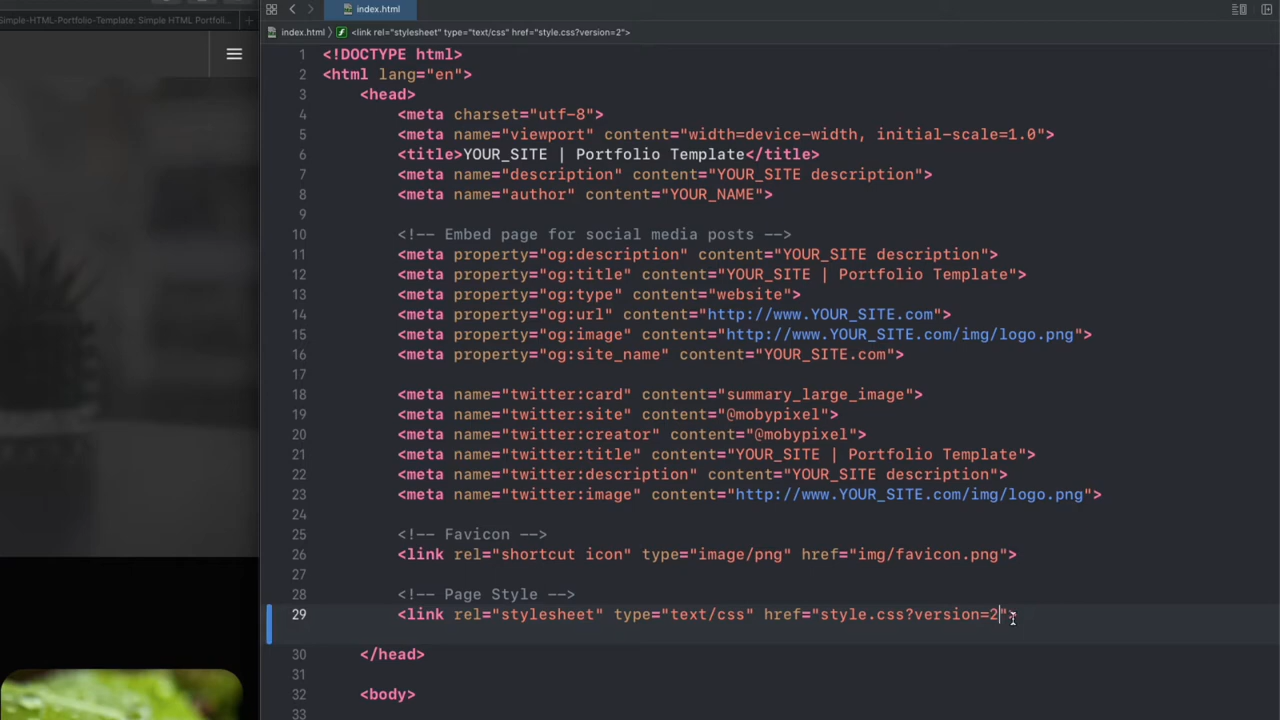 index.html
Simple-HTML-Portfolio-Template: Simple HTML Portfoli...
index.html
<link rel="stylesheet" type="text/css" href="style.css?version=2">
1 <!DOCTYPE html>
2 <html lang="en">
3 <head>
4 <meta charset="utf-8">
5 <meta name="viewport" content="width=device-width, initial-scale=1.0">
6 <title>YOUR_SITE | Portfolio Template</title>
7 <meta name="description" content="YOUR_SITE description">
8 <meta name="author" content="YOUR_NAME">
9
10 <!-- Embed page for social media posts -->
11 <meta property="og:description" content="YOUR_SITE description">
12 <meta property="og:title" content="YOUR_SITE | Portfolio Template">
13 <meta property="og:type" content="website">
14 <meta property="og:url" content="http://www.YOUR_SITE.com">
15 <meta property="og:image" content="http://www.YOUR_SITE.com/img/logo.png">
16 <meta property="og:site_name" content="YOUR_SITE.com">
17
18 <meta name="twitter:card" content="summary_large_image">
19 <meta name="twitter:site" content="@mobypixel">
20 <meta name="twitter:creator" content="@mobypixel">
21 <meta name="twitter:title" content="YOUR_SITE | Portfolio Template">
22 <meta name="twitter:description" content="YOUR_SITE description">
23 <meta name="twitter:image" content="http://www.YOUR_SITE.com/img/logo.png">
24
25 <!-- Favicon -->
26 <link rel="shortcut icon" type="image/png" href="img/favicon.png">
27
28 <!-- Page Style -->
29 <link rel="stylesheet" type="text/css" href="style.css?version=2">
30 </head>
31
32 <body>
33